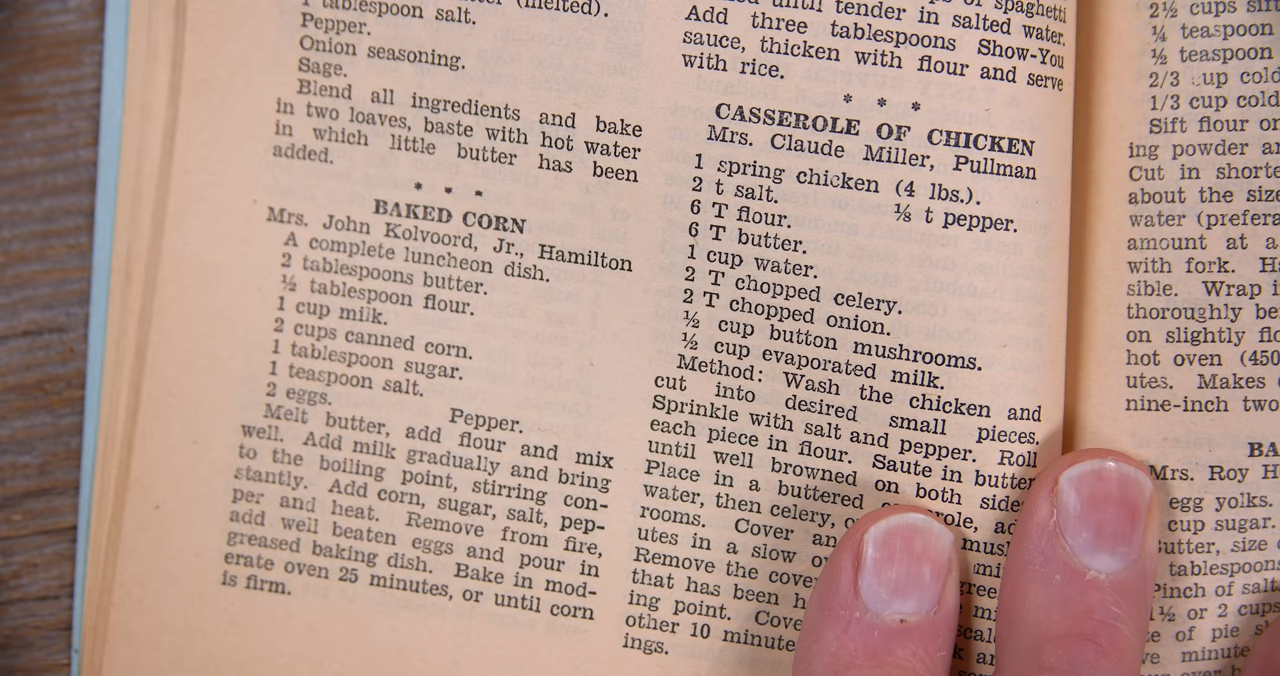 tablespoon salt. (melted).
Pepper.
Onion seasoning.
Sage.
Blend all ingredients and bake
in two loaves, baste with hot water
in which little butter has been
added.
* * *
BAKED CORN
Mrs. John Kolvoord, Jr., Hamilton
A complete luncheon dish.
2 tablespoons butter.
½ tablespoon flour.
1 cup milk.
2 cups canned corn.
1 tablespoon sugar.
1 teaspoon salt.
2 eggs. Pepper.
Melt butter, add flour and mix
well. Add milk gradually and bring
to the boiling point, stirring con-
stantly. Add corn, sugar, salt, pep-
per and heat. Remove from fire,
add well beaten eggs and pour in
greased baking dish. Bake in mod-
erate oven 25 minutes, or until corn
is firm.
of spaghetti
until tender in salted water.
Add three tablespoons Show-You
sauce, thicken with flour and serve
with rice.
* * *
CASSEROLE OF CHICKEN
Mrs. Claude Miller, Pullman
1 spring chicken (4 lbs.).
2 t salt. ⅛ t pepper.
6 T flour.
6 T butter.
1 cup water.
2 T chopped celery.
2 T chopped onion.
½ cup button mushrooms.
½ cup evaporated milk.
Method: Wash the chicken and
cut into desired small pieces.
Sprinkle with salt and pepper. Roll
each piece in flour. Saute in butter
until well browned on both sides
Place in a buttered
water, then celery,
rooms. Cover
utes in a slow
Remove the
that has been
ing point.
other 10
ings.
2½ cups
¼ teaspoon
½ teaspoon
2/3 cup cold
1/3 cup cold
Sift flour
ing powder
Cut in
about the size
water
amount at a
with fork.
sible. Wrap
thoroughly
on slightly
hot oven (450
utes. Makes
nine-inch two
Mrs. Roy
egg yolks.
cup sugar.
size
Pinch of
1½ or 2 cups
of pie